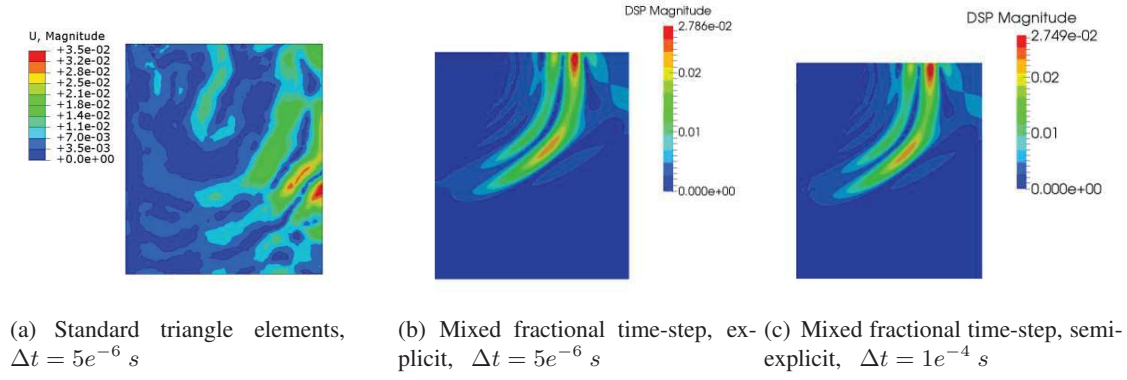 U, Magnitude
+3.5e-02
+3.2e-02
+2.8e-02
+2.5e-02
+2.1e-02
+1.8e-02
+1.4e-02
+1.1e-02
+7.0e-03
+3.5e-03
+0.0e+00
DSP Magnitude
2.786e-02
0.02
0.01
0.000e+00
DSP Magnitude
2.749e-02
0.02
0.01
0.000e+00
(a) Standard triangle elements,
Δt = 5e⁻⁶ s
(b) Mixed fractional time-step, ex-
plicit, Δt = 5e⁻⁶ s
(c) Mixed fractional time-step, semi-
explicit, Δt = 1e⁻⁴ s